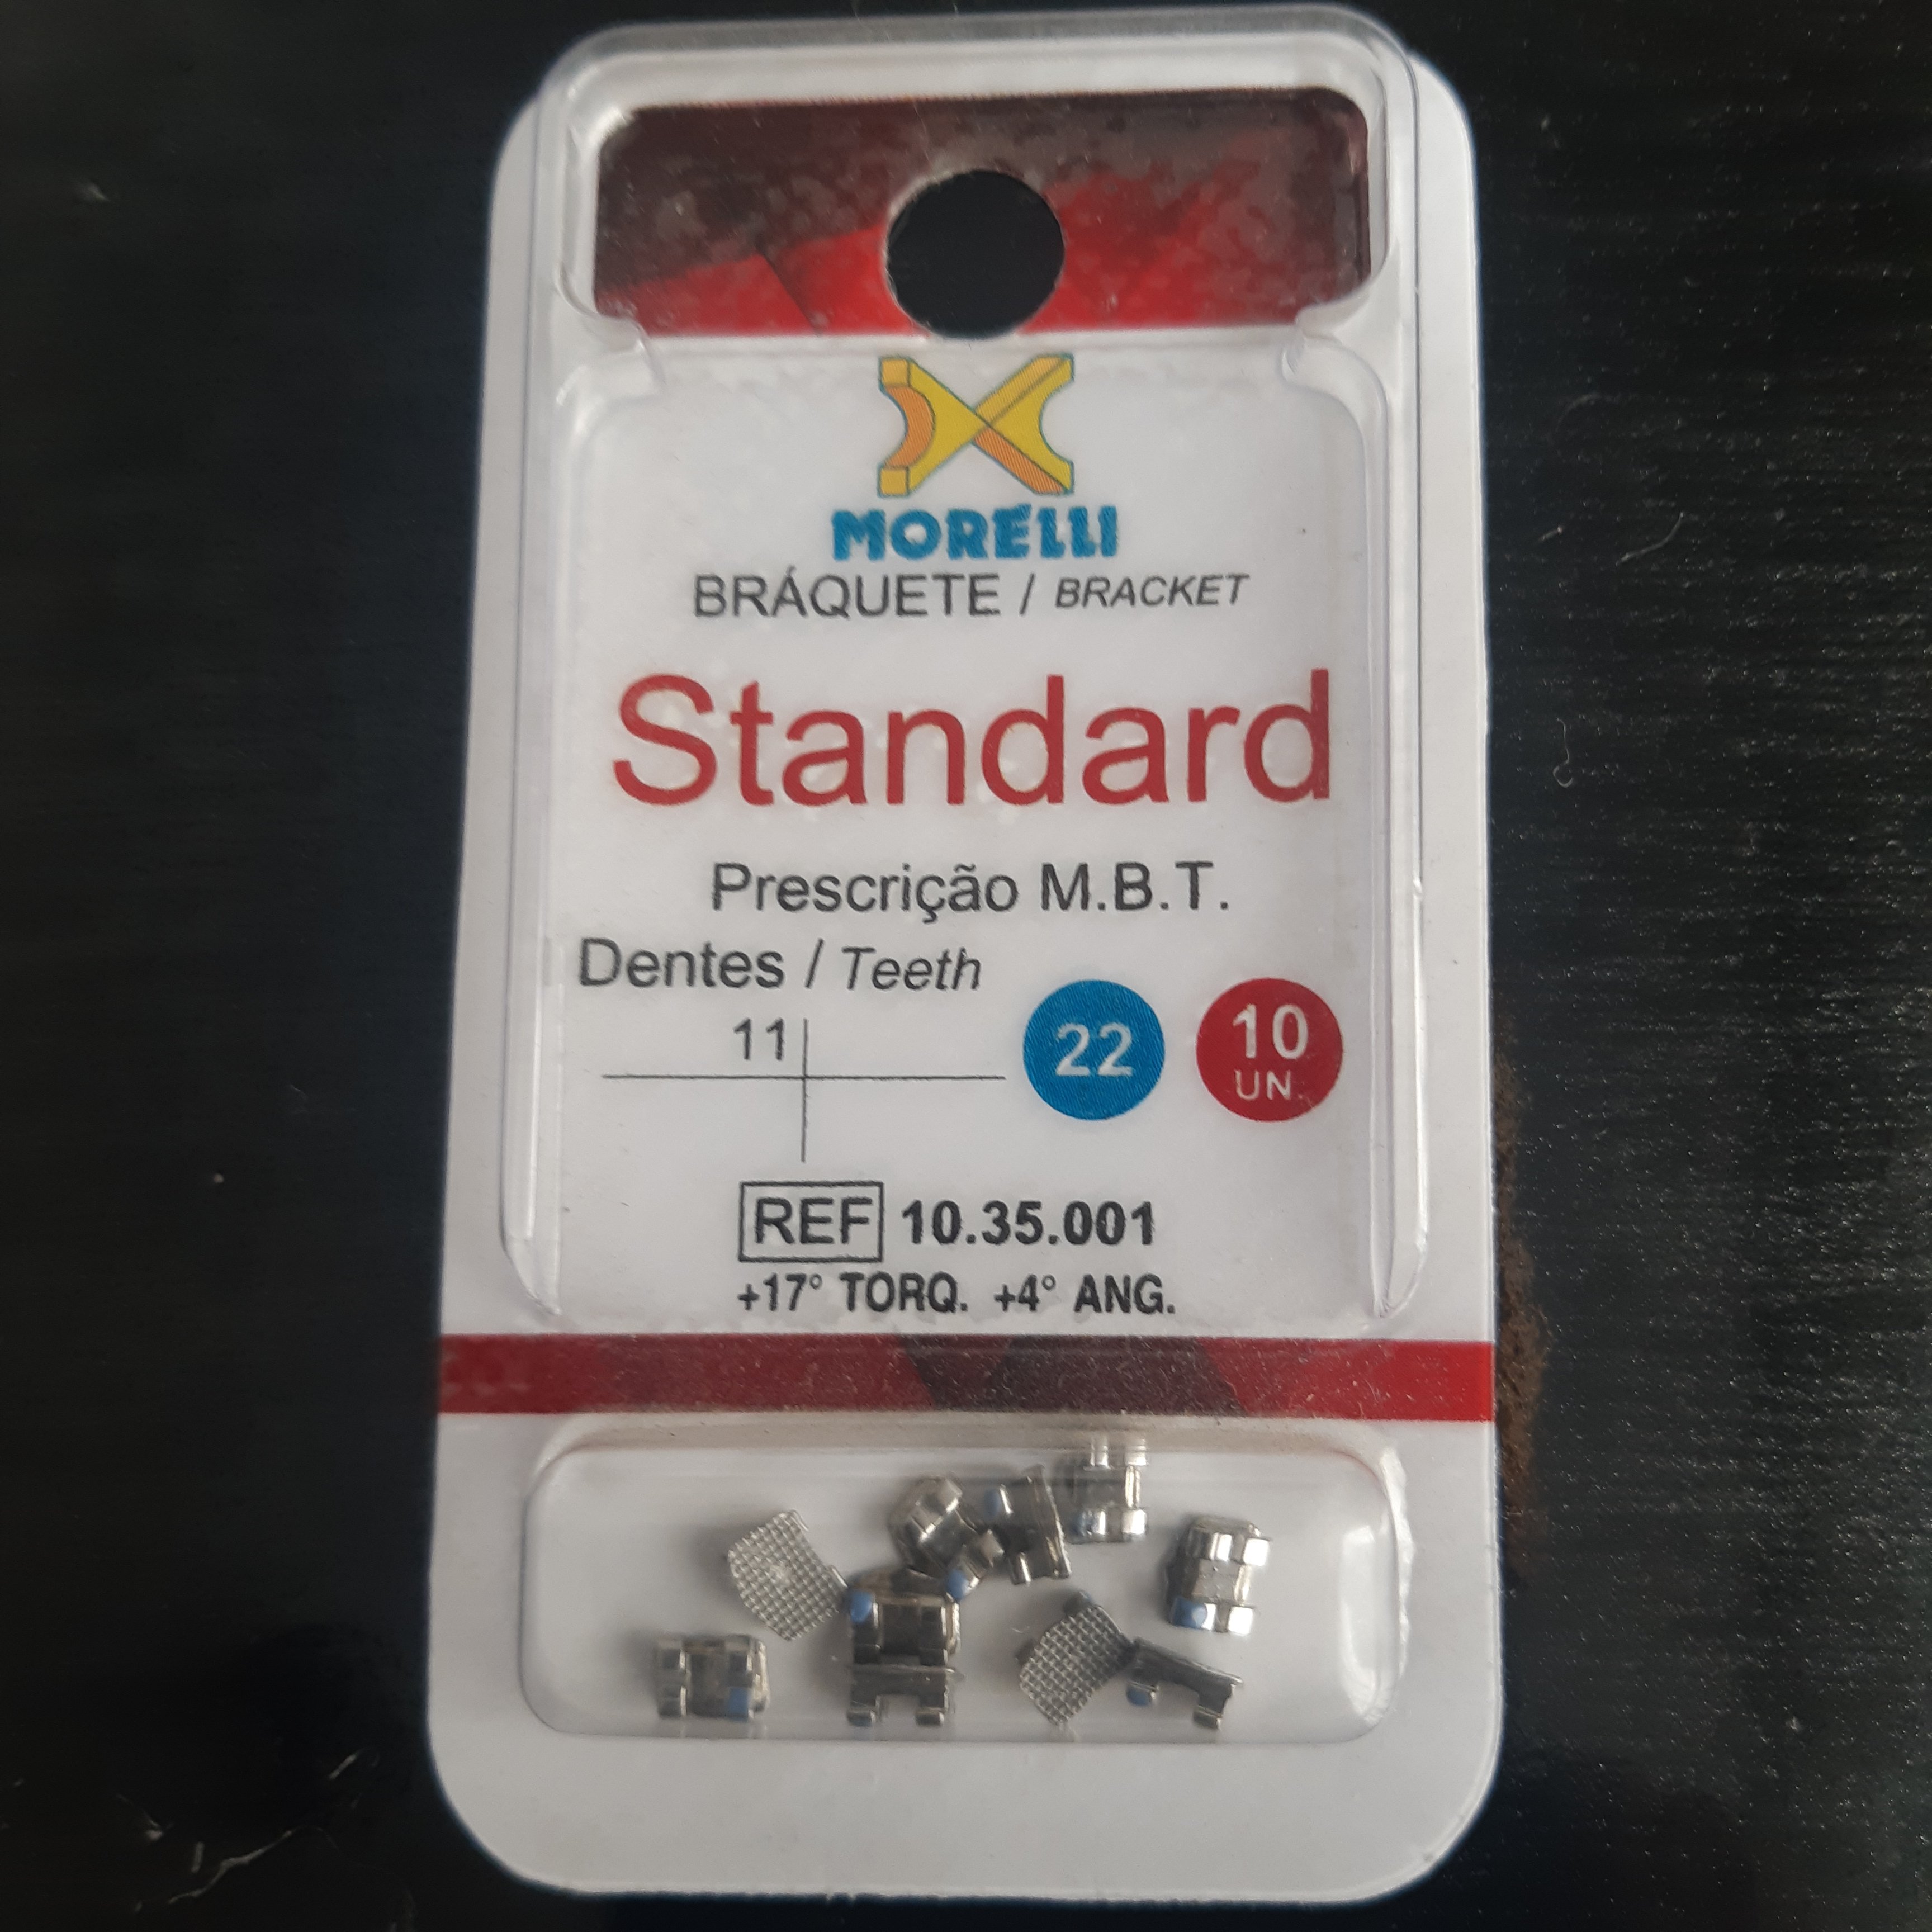 MORELLI
BRÁQUETE / BRACKET
Standard
Prescrição M.B.T.
Dentes / Teeth
11
22
10
UN.
REF 10.35.001
+17° TORQ. +4° ANG.